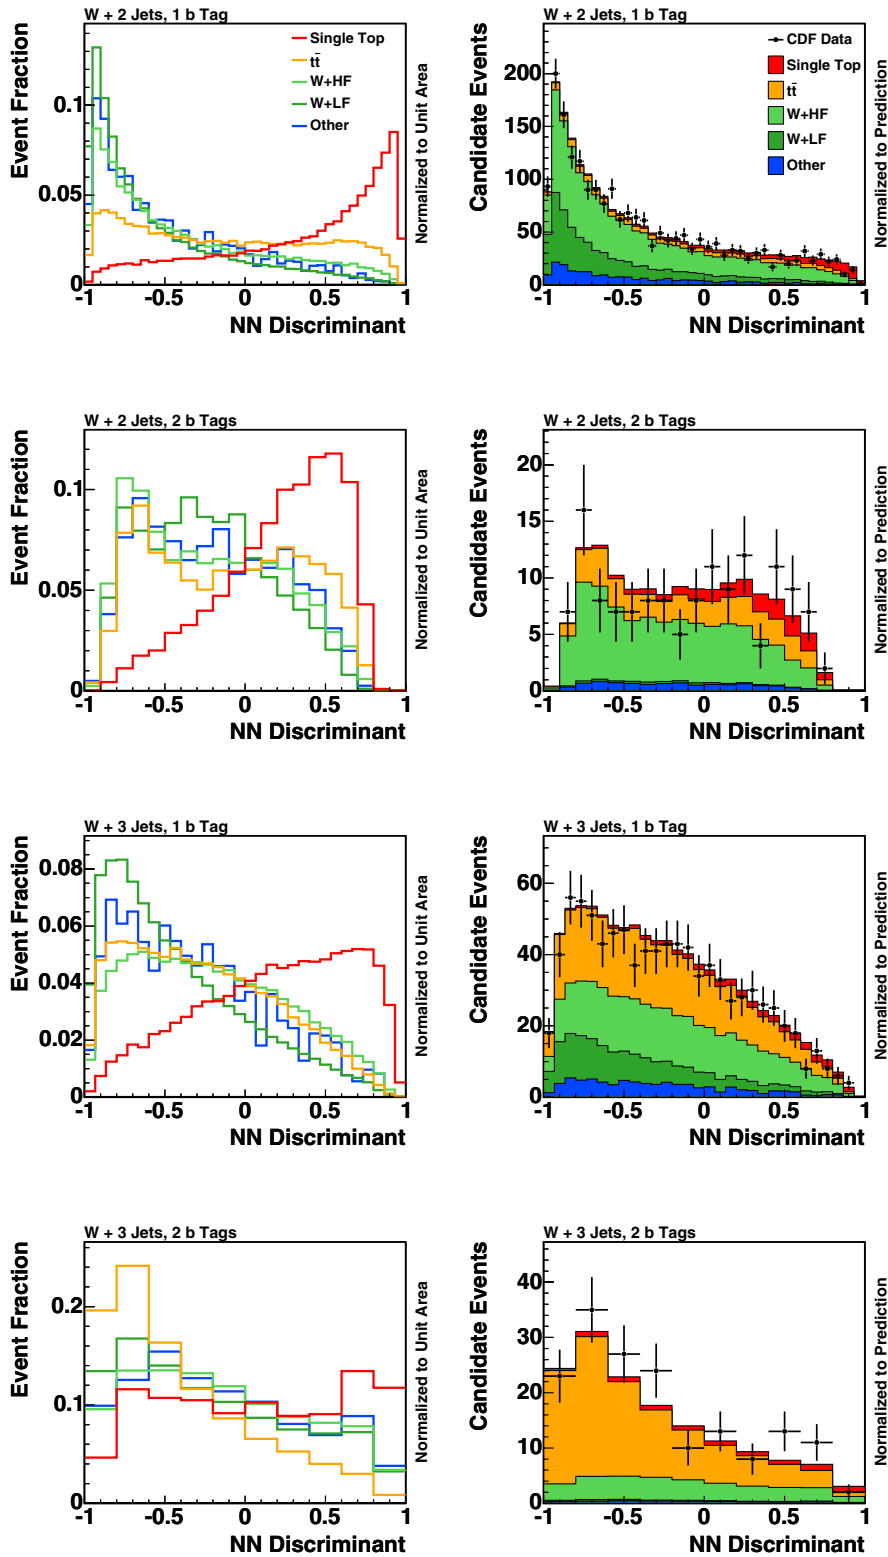 W + 2 Jets, 1 b Tag
Event Fraction
0.1
0.05
0
-1 -0.5 0 0.5 1
NN Discriminant
Normalized to Unit Area
Single Top
tt̄
W+HF
W+LF
Other
W + 2 Jets, 1 b Tag
Candidate Events
200
150
100
50
0
-1 -0.5 0 0.5 1
NN Discriminant
Normalized to Prediction
CDF Data
Single Top
tt̄
W+HF
W+LF
Other
W + 2 Jets, 2 b Tags
Event Fraction
0.1
0.05
0
-1 -0.5 0 0.5 1
NN Discriminant
Normalized to Unit Area
W + 2 Jets, 2 b Tags
Candidate Events
20
15
10
5
0
-1 -0.5 0 0.5 1
NN Discriminant
Normalized to Prediction
W + 3 Jets, 1 b Tag
Event Fraction
0.08
0.06
0.04
0.02
0
-1 -0.5 0 0.5 1
NN Discriminant
Normalized to Unit Area
W + 3 Jets, 1 b Tag
Candidate Events
60
40
20
0
-1 -0.5 0 0.5 1
NN Discriminant
Normalized to Prediction
W + 3 Jets, 2 b Tags
Event Fraction
0.2
0.1
0
-1 -0.5 0 0.5 1
NN Discriminant
Normalized to Unit Area
W + 3 Jets, 2 b Tags
Candidate Events
40
30
20
10
0
-1 -0.5 0 0.5 1
NN Discriminant
Normalized to Prediction